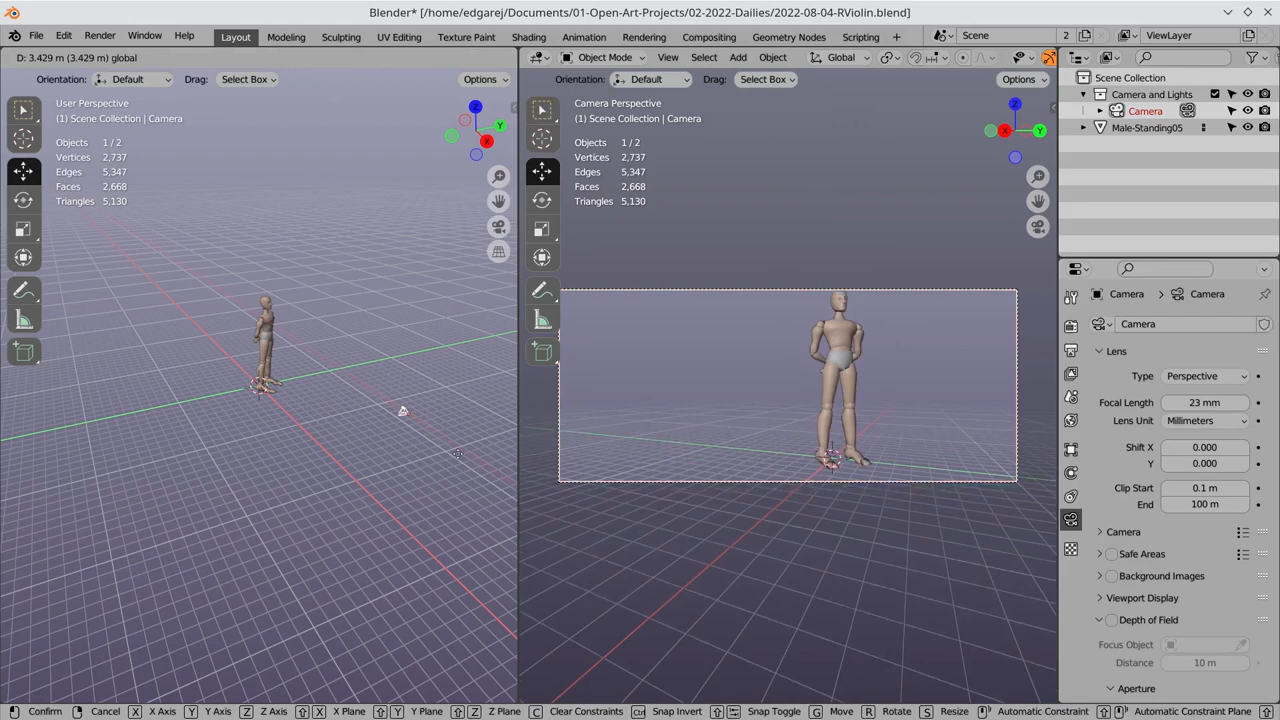 Blender* [/home/edgarej/Documents/01-Open-Art-Projects/02-2022-Dailies/2022-08-04-RViolin.blend]
File Edit Render Window Help Layout Modeling Sculpting UV Editing Texture Paint Shading Animation Rendering Compositing Geometry Nodes Scripting Scene 2 ViewLayer
D: 3.429 m (3.429 m) global
Object Mode View Select Add Object Global
Orientation: Default Drag: Select Box Options
Orientation: Default Drag: Select Box Options
User Perspective
(1) Scene Collection | Camera
Objects 1 / 2
Vertices 2,737
Edges 5,347
Faces 2,668
Triangles 5,130
Z
Y
X
Camera Perspective
(1) Scene Collection | Camera
Objects 1 / 2
Vertices 2,737
Edges 5,347
Faces 2,668
Triangles 5,130
Z
X Y
Scene Collection
Camera and Lights
Camera
Male-Standing05
Camera > Camera
Camera
Lens
Type Perspective
Focal Length 23 mm
Lens Unit Millimeters
Shift X 0.000
Y 0.000
Clip Start 0.1 m
End 100 m
Camera
Safe Areas
Background Images
Viewport Display
Depth of Field
Focus Object
Distance 10 m
Aperture
Confirm Cancel X X Axis Y Y Axis Z Z Axis X X Plane Y Y Plane Z Z Plane C Clear Constraints Ctrl Snap Invert Snap Toggle G Move R Rotate S Resize Automatic Constraint Automatic Constraint Plane